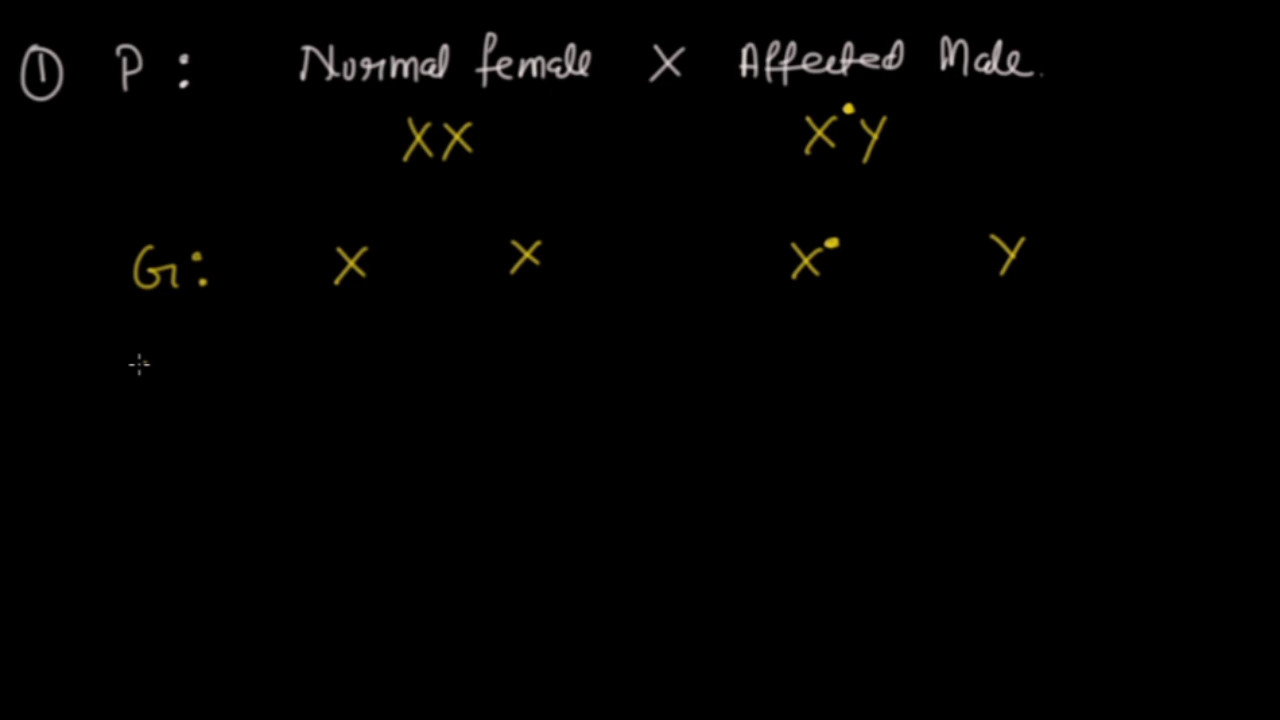 ① P : Normal female X Affected Male.
XX X•Y
G: X X X• Y